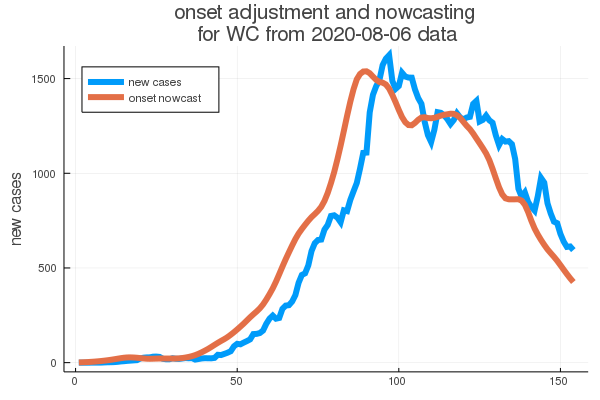 onset adjustment and nowcasting
for WC from 2020-08-06 data
new cases
onset nowcast
new cases
1500
1000
500
0
0
50
100
150